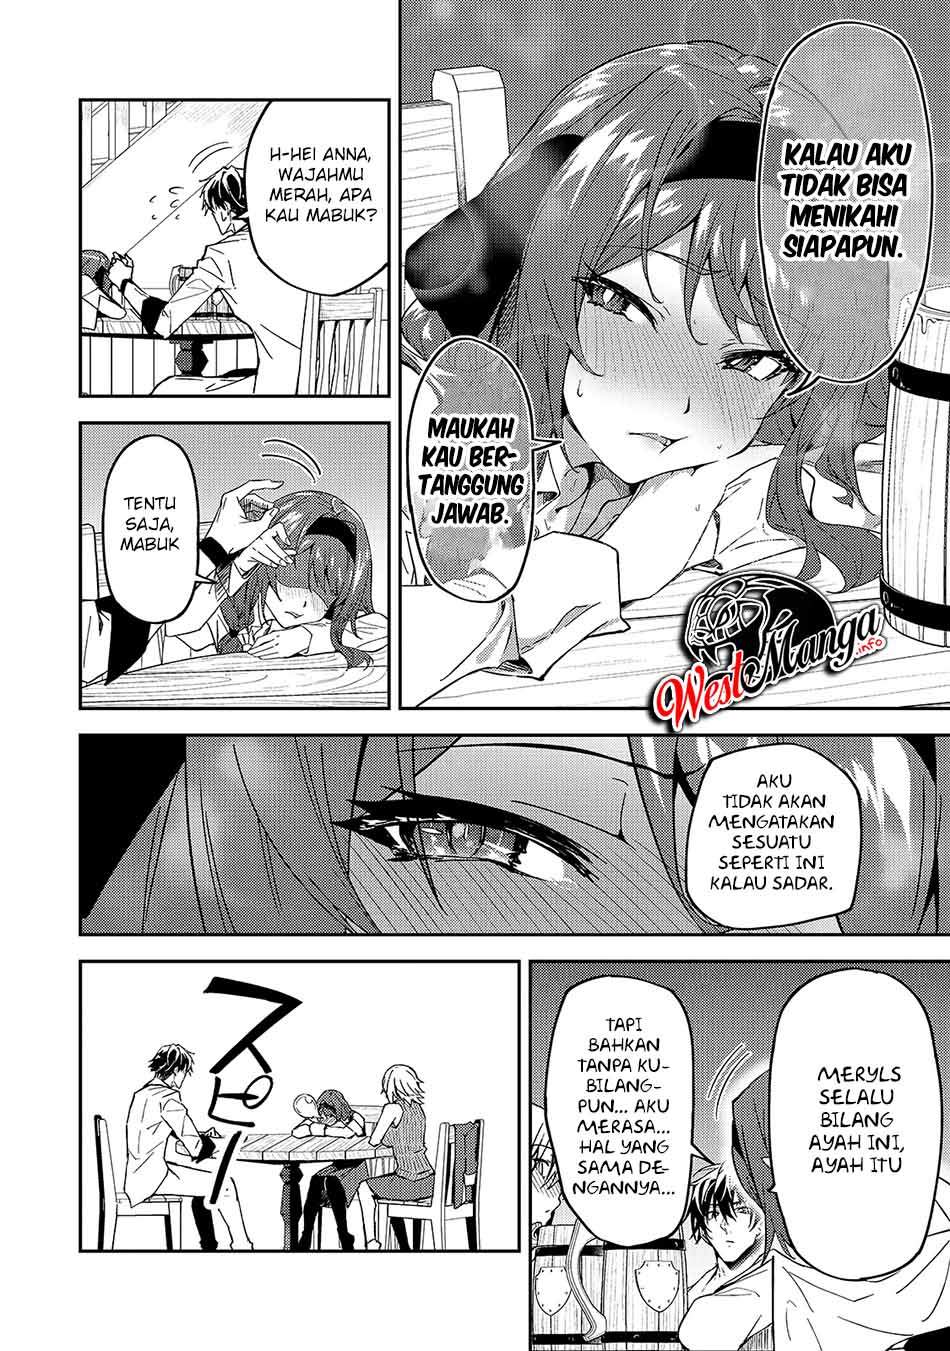 KALAU AKU
TIDAK BISA
MENIKAHI
SIAPAPUN.
MAUKAH
KAU BER-
TANGGUNG
JAWAB.
WestManga
.info
H-HEI ANNA,
WAJAHMU
MERAH, APA
KAU MABUK?
TENTU
SAJA,
MABUK
AKU
TIDAK AKAN
MENGATAKAN
SESUATU
SEPERTI INI
KALAU SADAR.
MERYLS
SELALU
BILANG
AYAH INI,
AYAH ITU
TAPI
BAHKAN
TANPA KU-
BILANG-
PUN... AKU
MERASA...
HAL YANG
SAMA DE-
NGANNYA...
スピー